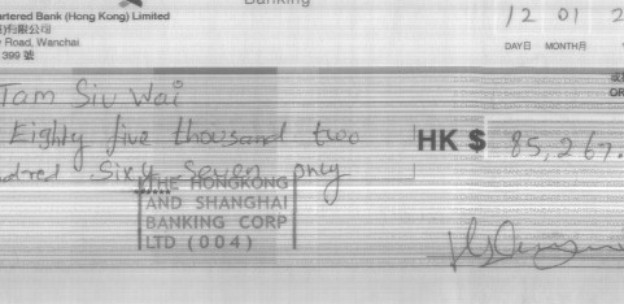 Banking
artered Bank (Hong Kong) Limited
有限公司
Road, Wanchai
399 號
12 01 2
DAY日 MONTH月
Tam Siu Wai
OR
Eighty five thousand two
HK $ 85,267.
dred Sixty Seven only
THE HONGKONG
AND SHANGHAI
BANKING CORP
LTD (004)